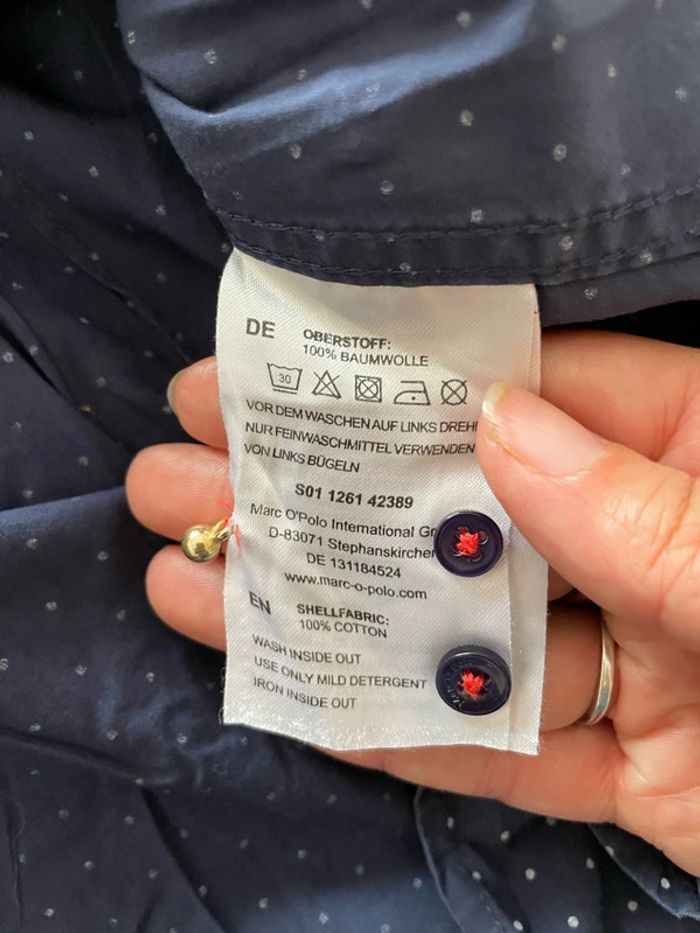 DE OBERSTOFF:
100% BAUMWOLLE
30
VOR DEM WASCHEN AUF LINKS DREH
NUR FEINWASCHMITTEL VERWENDEN
VON LINKS BÜGELN
S01 1261 42389
Marc O'Polo International G
D-83071 Stephanskircher
DE 131184524
www.marc-o-polo.com
EN SHELLFABRIC:
100% COTTON
WASH INSIDE OUT
USE ONLY MILD DETERGENT
IRON INSIDE OUT